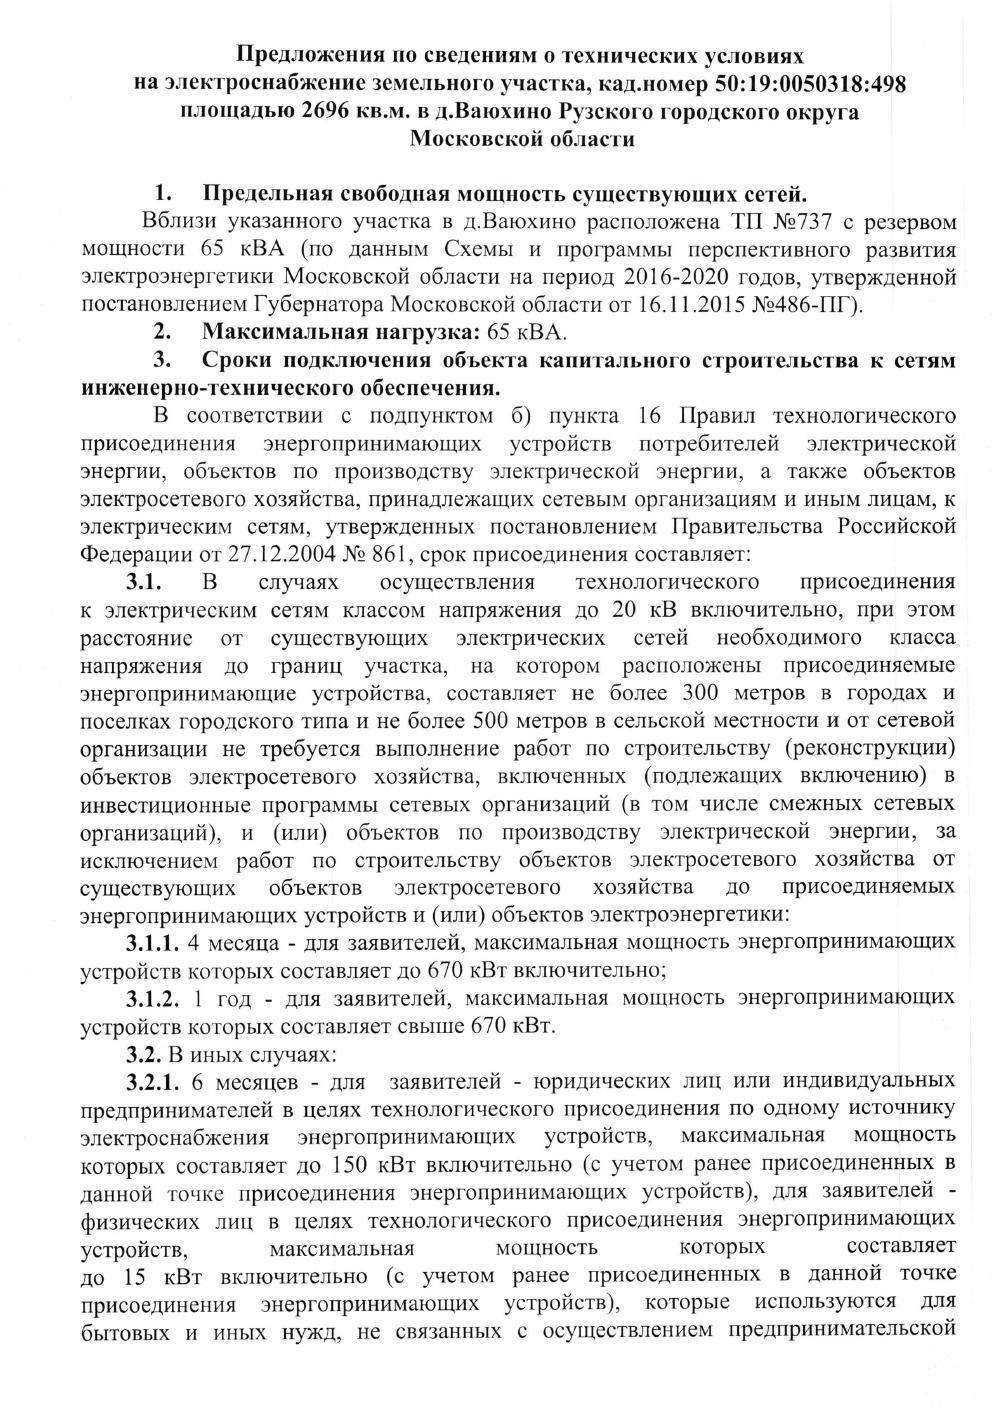 Предложения по сведениям о технических условиях
на электроснабжение земельного участка, кад.номер 50:19:0050318:498
площадью 2696 кв.м. в д.Ваюхино Рузского городского округа
Московской области
1. Предельная свободная мощность существующих сетей.
Вблизи указанного участка в д.Ваюхино расположена ТП №737 с резервом
мощности 65 кВА (по данным Схемы и программы перспективного развития
электроэнергетики Московской области на период 2016-2020 годов, утвержденной
постановлением Губернатора Московской области от 16.11.2015 №486-ПГ).
2. Максимальная нагрузка: 65 кВА.
3. Сроки подключения объекта капитального строительства к сетям
инженерно-технического обеспечения.
В соответствии с подпунктом б) пункта 16 Правил технологического
присоединения энергопринимающих устройств потребителей электрической
энергии, объектов по производству электрической энергии, а также объектов
электросетевого хозяйства, принадлежащих сетевым организациям и иным лицам, к
электрическим сетям, утвержденных постановлением Правительства Российской
Федерации от 27.12.2004 № 861, срок присоединения составляет:
3.1. В случаях осуществления технологического присоединения
к электрическим сетям классом напряжения до 20 кВ включительно, при этом
расстояние от существующих электрических сетей необходимого класса
напряжения до границ участка, на котором расположены присоединяемые
энергопринимающие устройства, составляет не более 300 метров в городах и
поселках городского типа и не более 500 метров в сельской местности и от сетевой
организации не требуется выполнение работ по строительству (реконструкции)
объектов электросетевого хозяйства, включенных (подлежащих включению) в
инвестиционные программы сетевых организаций (в том числе смежных сетевых
организаций), и (или) объектов по производству электрической энергии, за
исключением работ по строительству объектов электросетевого хозяйства от
существующих объектов электросетевого хозяйства до присоединяемых
энергопринимающих устройств и (или) объектов электроэнергетики:
3.1.1. 4 месяца - для заявителей, максимальная мощность энергопринимающих
устройств которых составляет до 670 кВт включительно;
3.1.2. 1 год - для заявителей, максимальная мощность энергопринимающих
устройств которых составляет свыше 670 кВт.
3.2. В иных случаях:
3.2.1. 6 месяцев - для заявителей - юридических лиц или индивидуальных
предпринимателей в целях технологического присоединения по одному источнику
электроснабжения энергопринимающих устройств, максимальная мощность
которых составляет до 150 кВт включительно (с учетом ранее присоединенных в
данной точке присоединения энергопринимающих устройств), для заявителей -
физических лиц в целях технологического присоединения энергопринимающих
устройств, максимальная мощность которых составляет
до 15 кВт включительно (с учетом ранее присоединенных в данной точке
присоединения энергопринимающих устройств), которые используются для
бытовых и иных нужд, не связанных с осуществлением предпринимательской